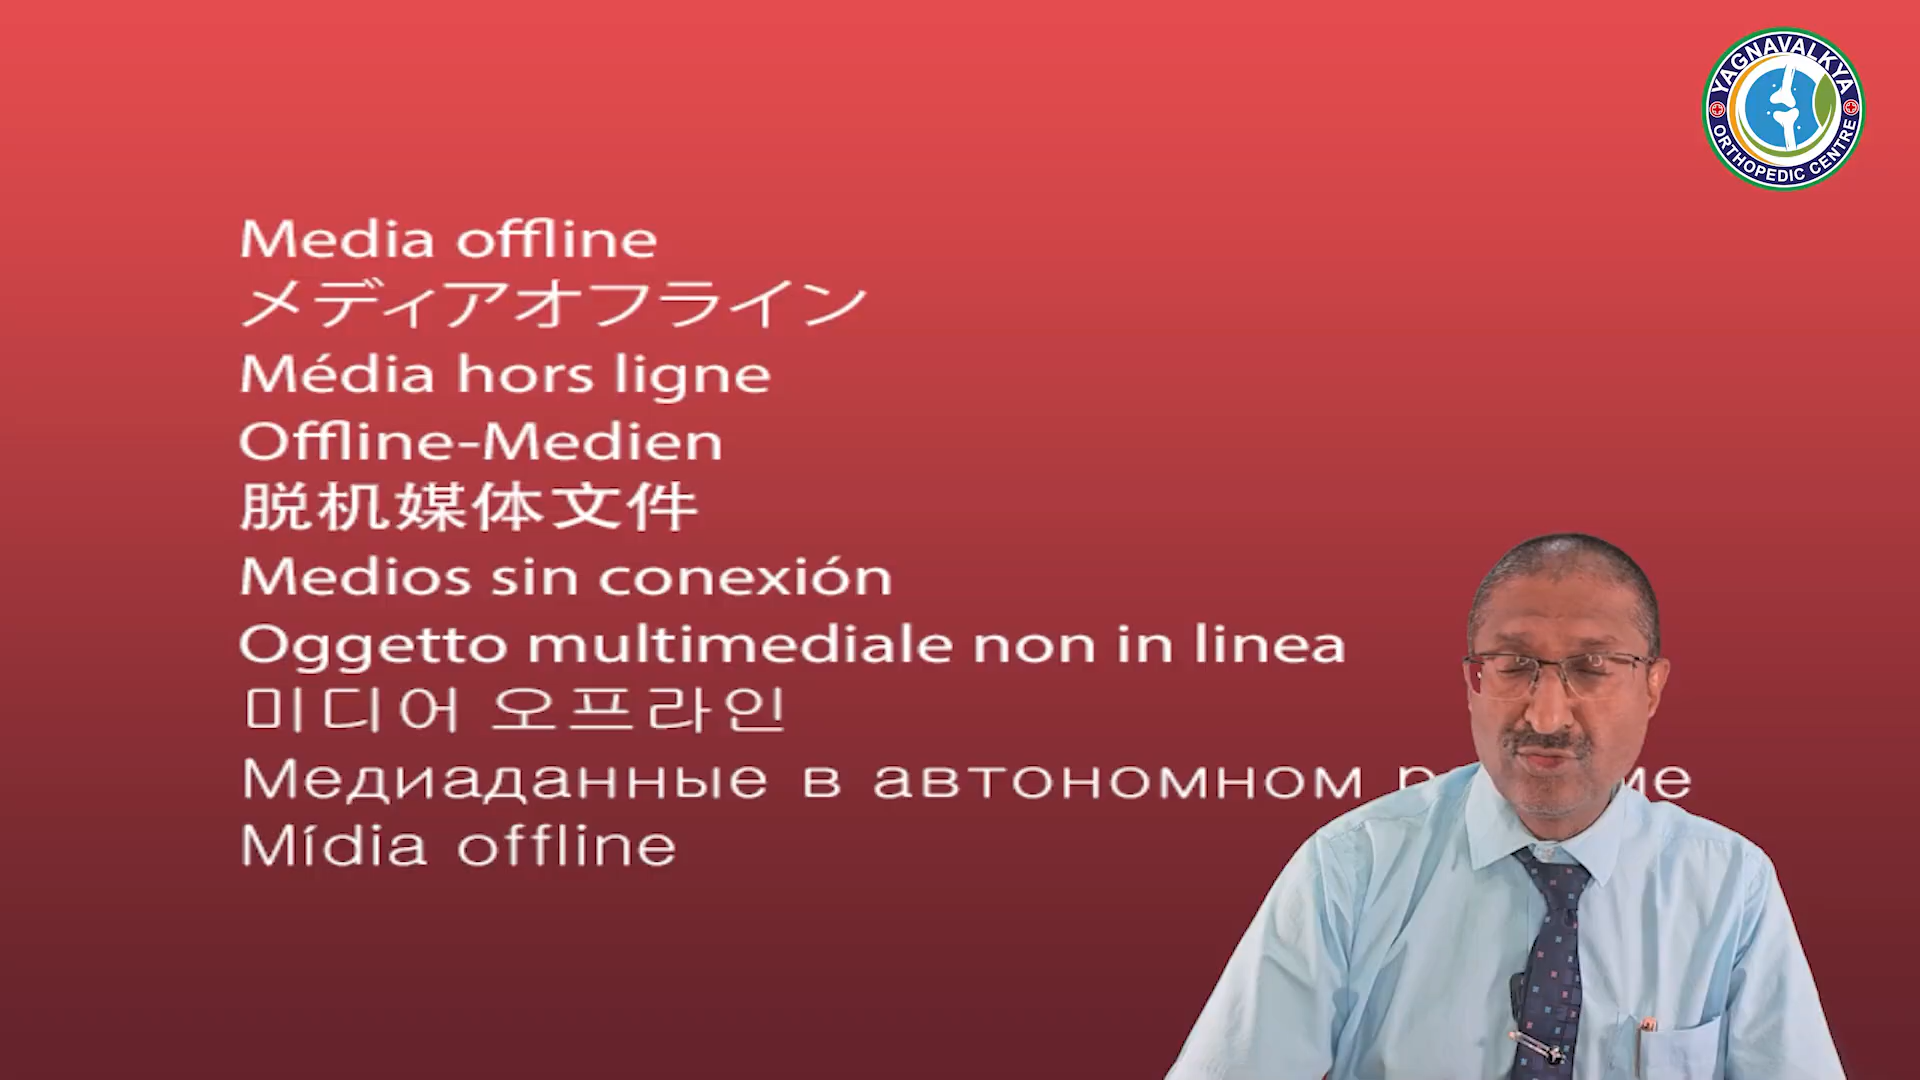 YAGNAVALKYA
ORTHOPEDIC CENTRE
Media offline
メディアオフライン
Média hors ligne
Offline-Medien
脱机媒体文件
Medios sin conexión
Oggetto multimediale non in linea
미디어 오프라인
Медиаданные в автономном
Mídia offline